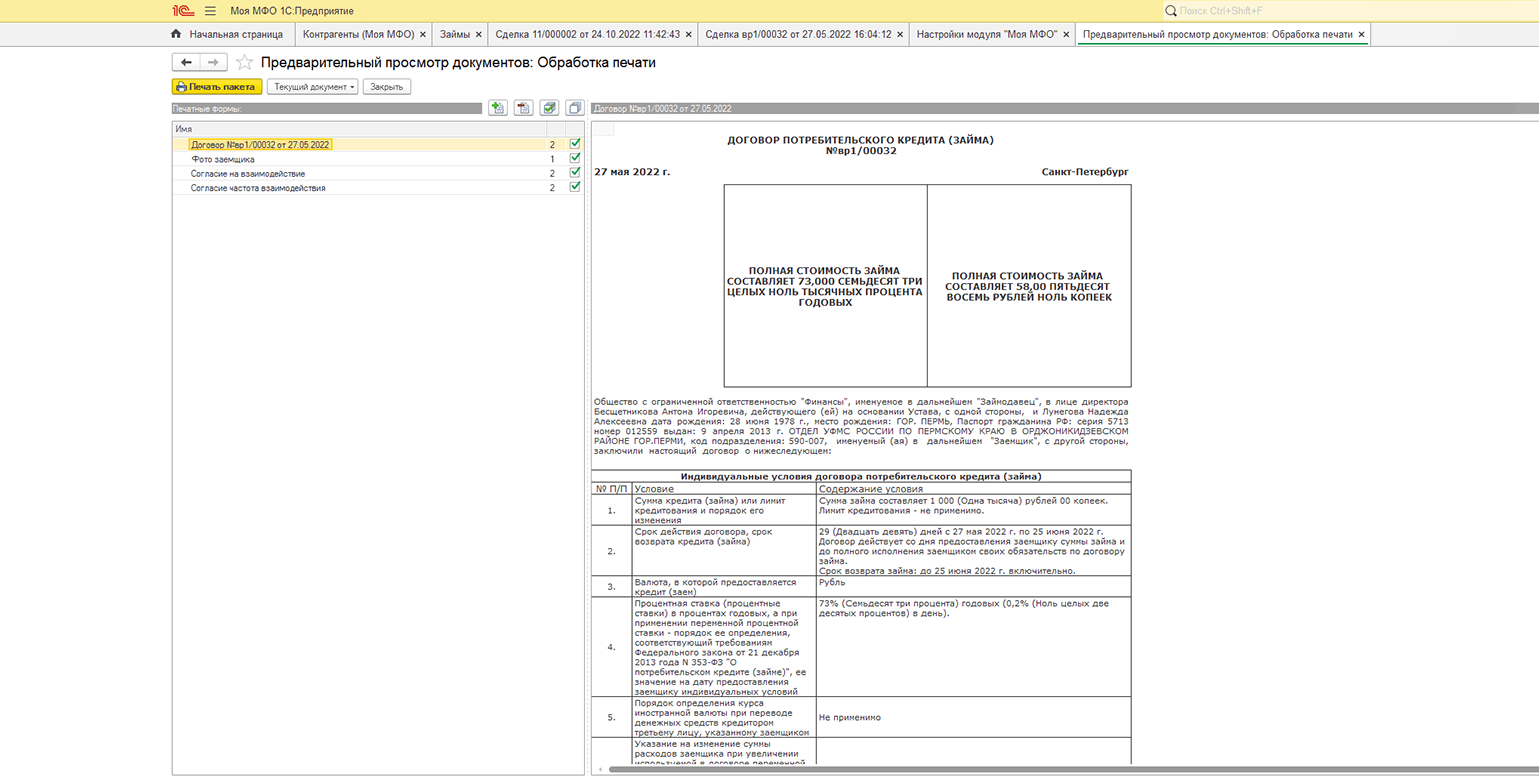 1С Моя МФО 1С:Предприятие
Поиск Ctrl+Shift+F
Начальная страница
Контрагенты (Моя МФО) ×
Займы ×
Сделка 11/000002 от 24.10.2022 11:42:43 ×
Сделка вр1/00032 от 27.05.2022 16:04:12 ×
Настройки модуля "Моя МФО" ×
Предварительный просмотр документов: Обработка печати ×
Предварительный просмотр документов: Обработка печати
Печать пакета
Текущий документ
Закрыть
Печатные формы:
Имя
Договор №вр1/00032 от 27.05.2022 2
Фото заемщика 1
Согласие на взаимодействие 2
Согласие частота взаимодействия 2
Договор №вр1/00032 от 27.05.2022
ДОГОВОР ПОТРЕБИТЕЛЬСКОГО КРЕДИТА (ЗАЙМА)
№вр1/00032
27 мая 2022 г.
Санкт-Петербург
ПОЛНАЯ СТОИМОСТЬ ЗАЙМА
СОСТАВЛЯЕТ 73,000 СЕМЬДЕСЯТ ТРИ
ЦЕЛЫХ НОЛЬ ТЫСЯЧНЫХ ПРОЦЕНТА
ГОДОВЫХ
ПОЛНАЯ СТОИМОСТЬ ЗАЙМА
СОСТАВЛЯЕТ 58,00 ПЯТЬДЕСЯТ
ВОСЕМЬ РУБЛЕЙ НОЛЬ КОПЕЕК
Общество с ограниченной ответственностью "Финансы", именуемое в дальнейшем "Займодавец", в лице директора
Бесщетникова Антона Игоревича, действующего (ей) на основании Устава, с одной стороны, и Лунегова Надежда
Алексеевна дата рождения: 28 июня 1978 г., место рождения: ГОР. ПЕРМЬ, Паспорт гражданина РФ: серия 5713
номер 012559 выдан: 9 апреля 2013 г. ОТДЕЛ УФМС РОССИИ ПО ПЕРМСКОМУ КРАЮ В ОРДЖОНИКИДЗЕВСКОМ
РАЙОНЕ ГОР.ПЕРМИ, код подразделения: 590-007, именуемый (ая) в дальнейшем "Заемщик", с другой стороны,
заключили настоящий договор о нижеследующем:
Индивидуальные условия договора потребительского кредита (займа)
№ П/П
Условие
Содержание условия
1.
Сумма кредита (займа) или лимит
кредитования и порядок его
изменения
Сумма займа составляет 1 000 (Одна тысяча) рублей 00 копеек.
Лимит кредитования - не применимо.
2.
Срок действия договора, срок
возврата кредита (займа)
29 (Двадцать девять) дней с 27 мая 2022 г. по 25 июня 2022 г.
Договор действует со дня предоставления заемщику суммы займа и
до полного исполнения заемщиком своих обязательств по договору
займа.
Срок возврата займа: до 25 июня 2022 г. включительно.
3.
Валюта, в которой предоставляется
кредит (заем)
Рубль
4.
Процентная ставка (процентные
ставки) в процентах годовых, а при
применении переменной процентной
ставки - порядок ее определения,
соответствующий требованиям
Федерального закона от 21 декабря
2013 года N 353-ФЗ "О
потребительском кредите (займе)", ее
значение на дату предоставления
заемщику индивидуальных условий
73% (Семьдесят три процента) годовых (0,2% (Ноль целых две
десятых процентов) в день).
5.
Порядок определения курса
иностранной валюты при переводе
денежных средств кредитором
третьему лицу, указанному заемщиком
Не применимо
Указание на изменение суммы
расходов заемщика при увеличении
используемой в договоре переменной